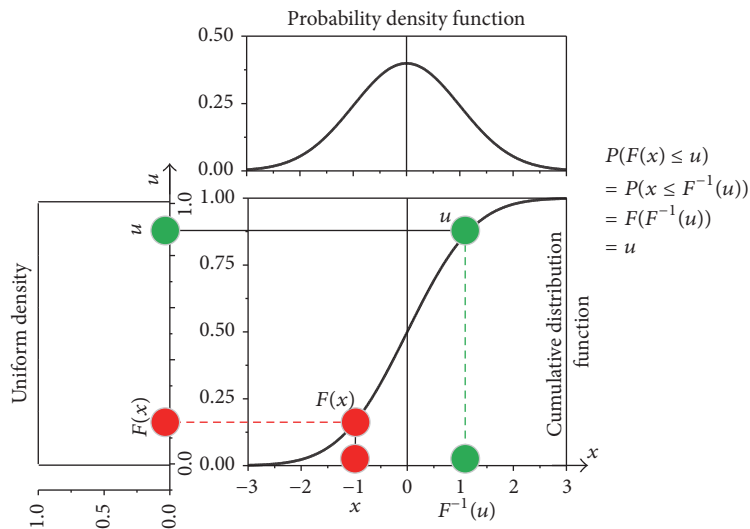 Probability density function
0.50
0.25
0.00
P(F(x) ≤ u)
= P(x ≤ F⁻¹(u))
= F(F⁻¹(u))
= u
u
1.0
0.0
u
F(x)
Uniform density
1.0
0.5
0.0
1.00
0.75
0.50
0.25
0.00
u
F(x)
Cumulative distribution
function
−3
−2
−1
0
1
2
3
x
x
F⁻¹(u)